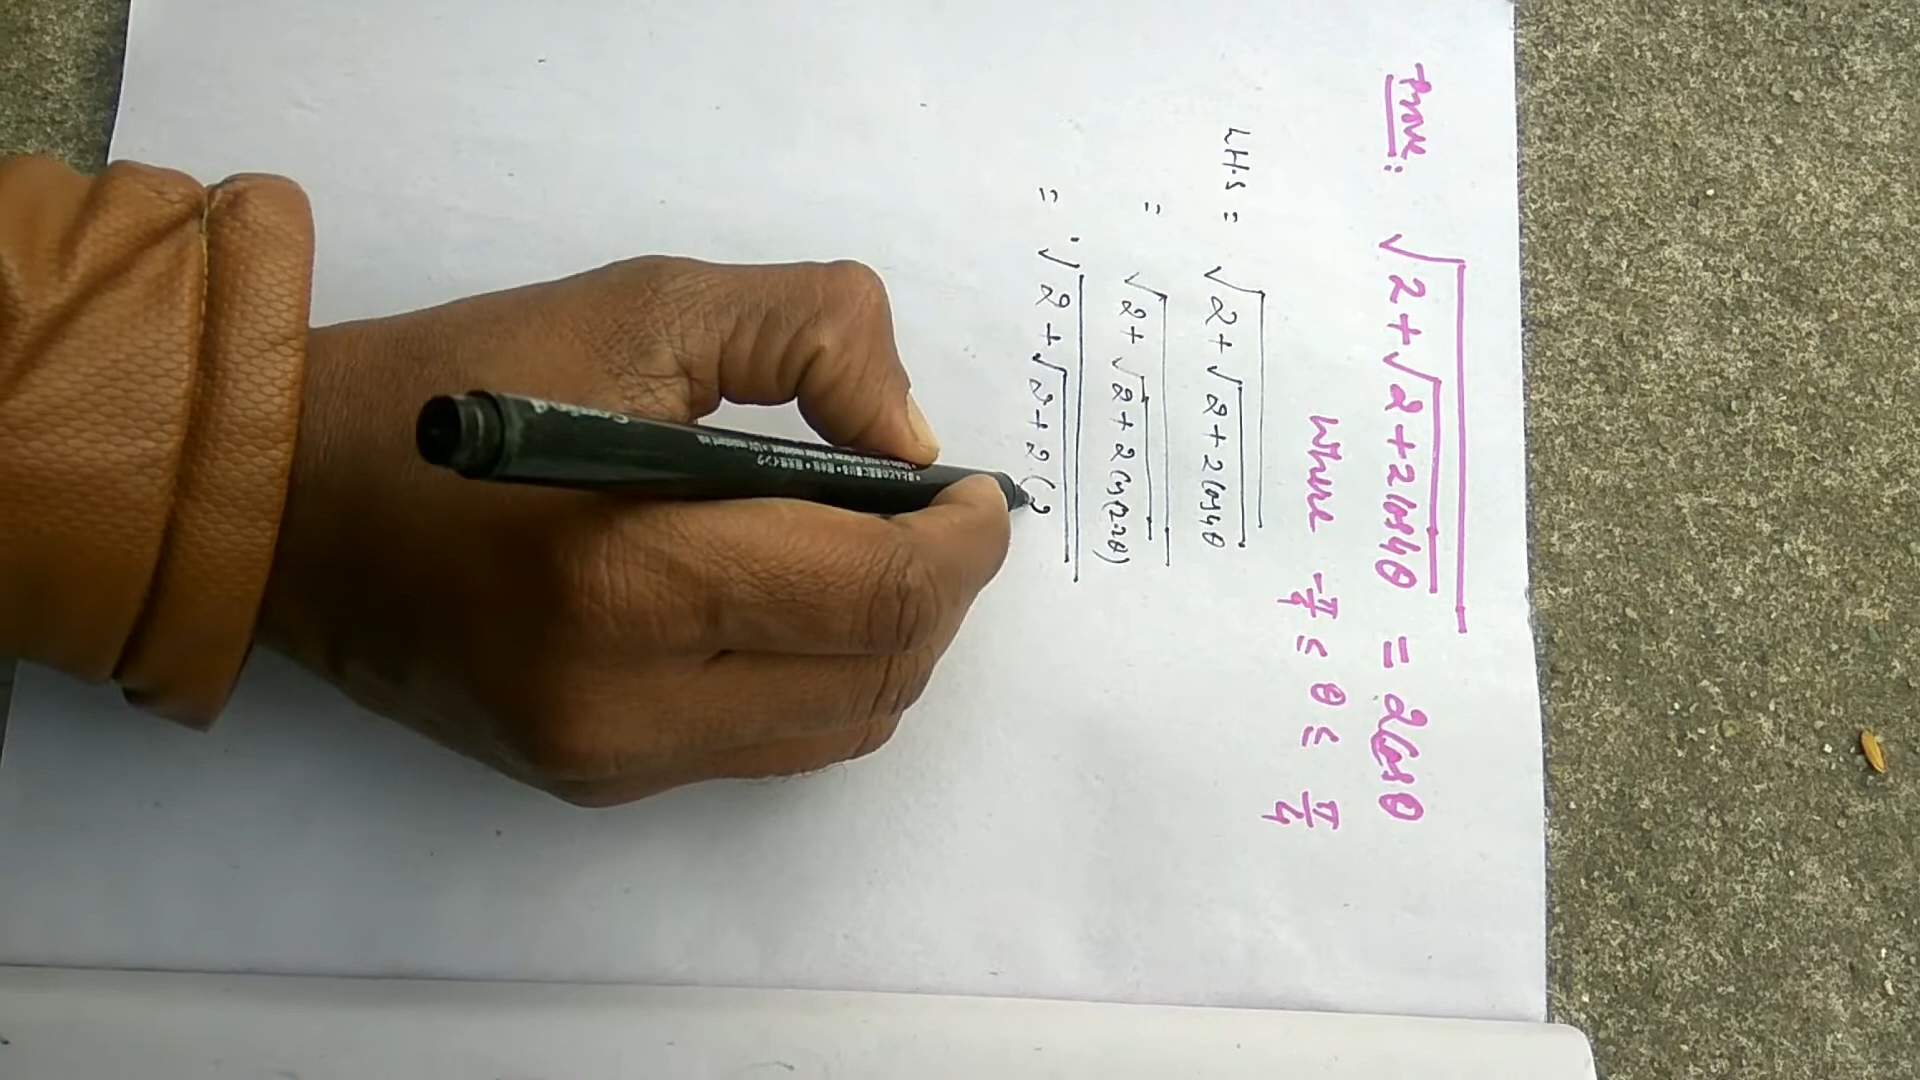 Prove: √(2+√(2+2cos4θ)) = 2cosθ
where -π/4 ≤ θ ≤ π/4
L.H.S = √(2+√(2+2cos4θ))
= √(2+√(2+2cos(2·2θ)))
= √(2+√(2+2(2